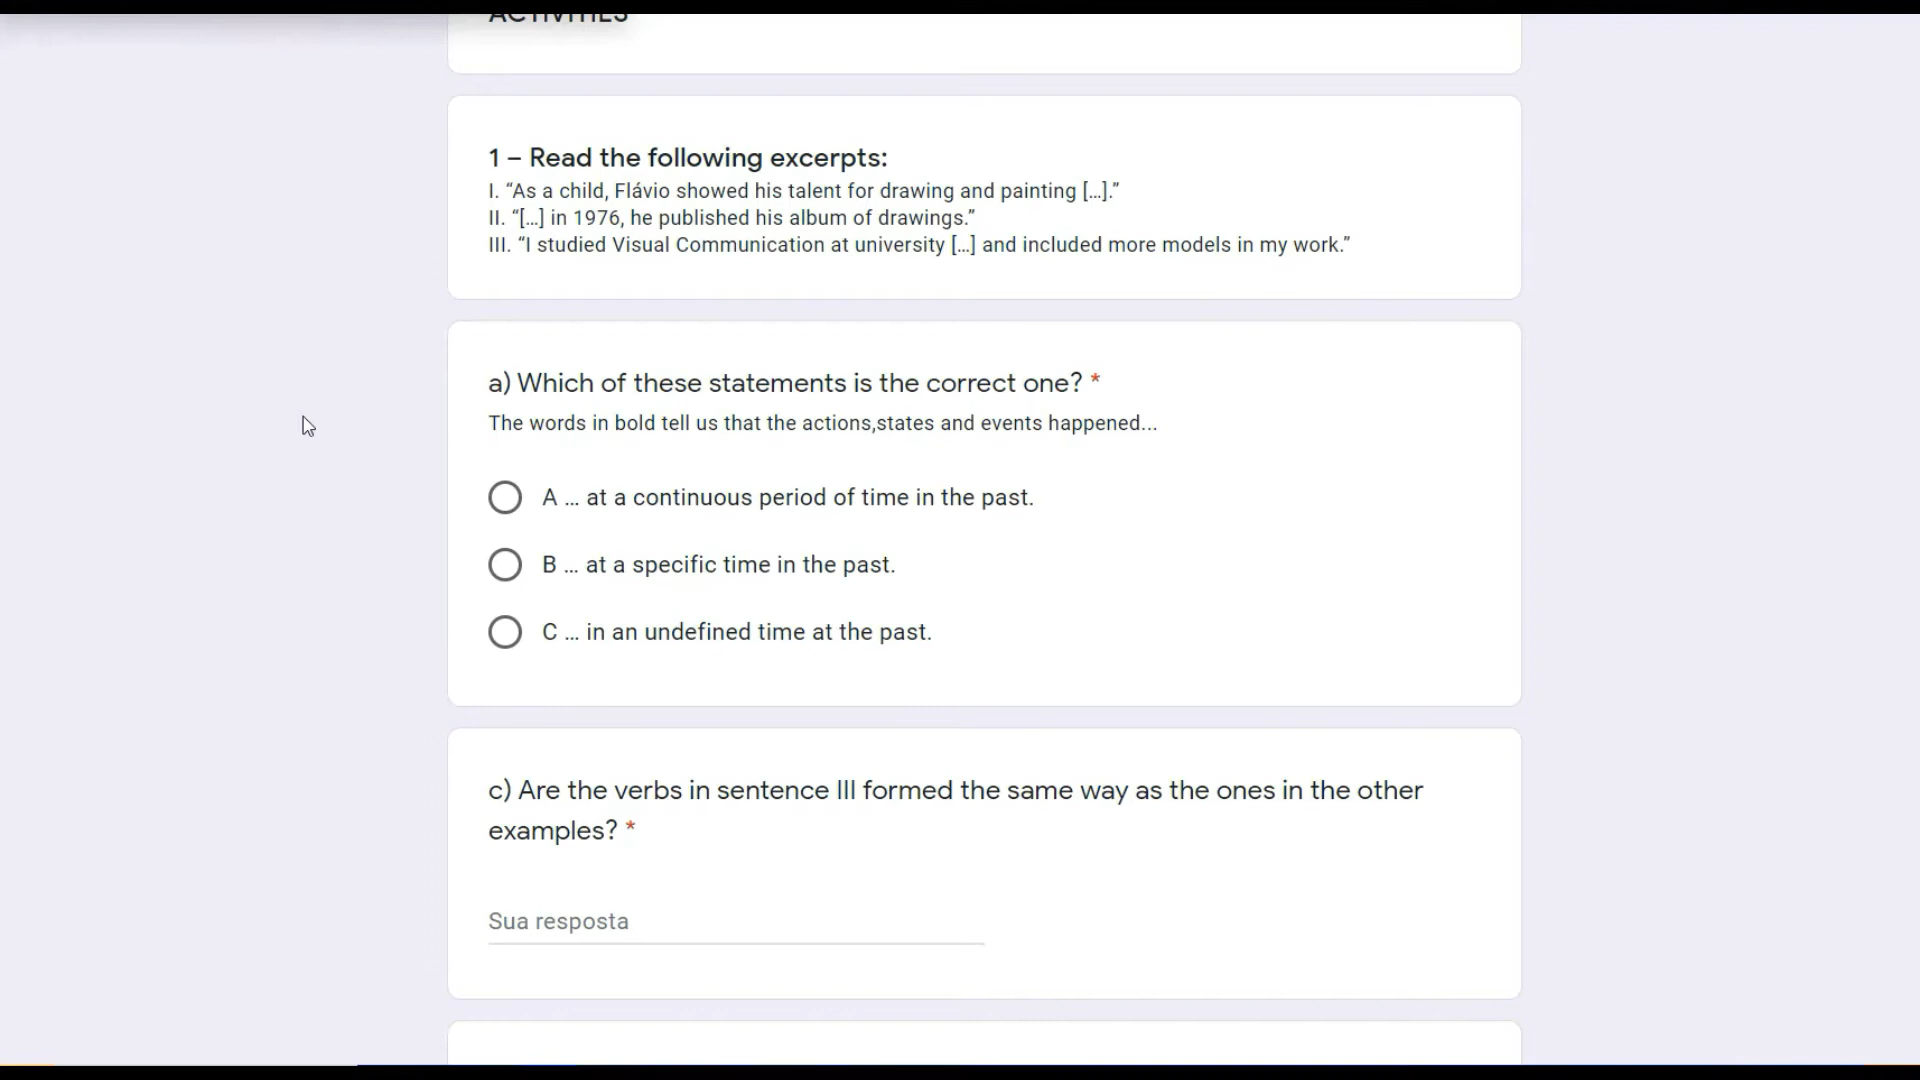 ACTIVITIES
1 – Read the following excerpts:
I. “As a child, Flávio showed his talent for drawing and painting [...].”
II. “[...] in 1976, he published his album of drawings.”
III. “I studied Visual Communication at university [...] and included more models in my work.”
a) Which of these statements is the correct one? *
The words in bold tell us that the actions,states and events happened...
A ... at a continuous period of time in the past.
B ... at a specific time in the past.
C ... in an undefined time at the past.
c) Are the verbs in sentence III formed the same way as the ones in the other
examples? *
Sua resposta